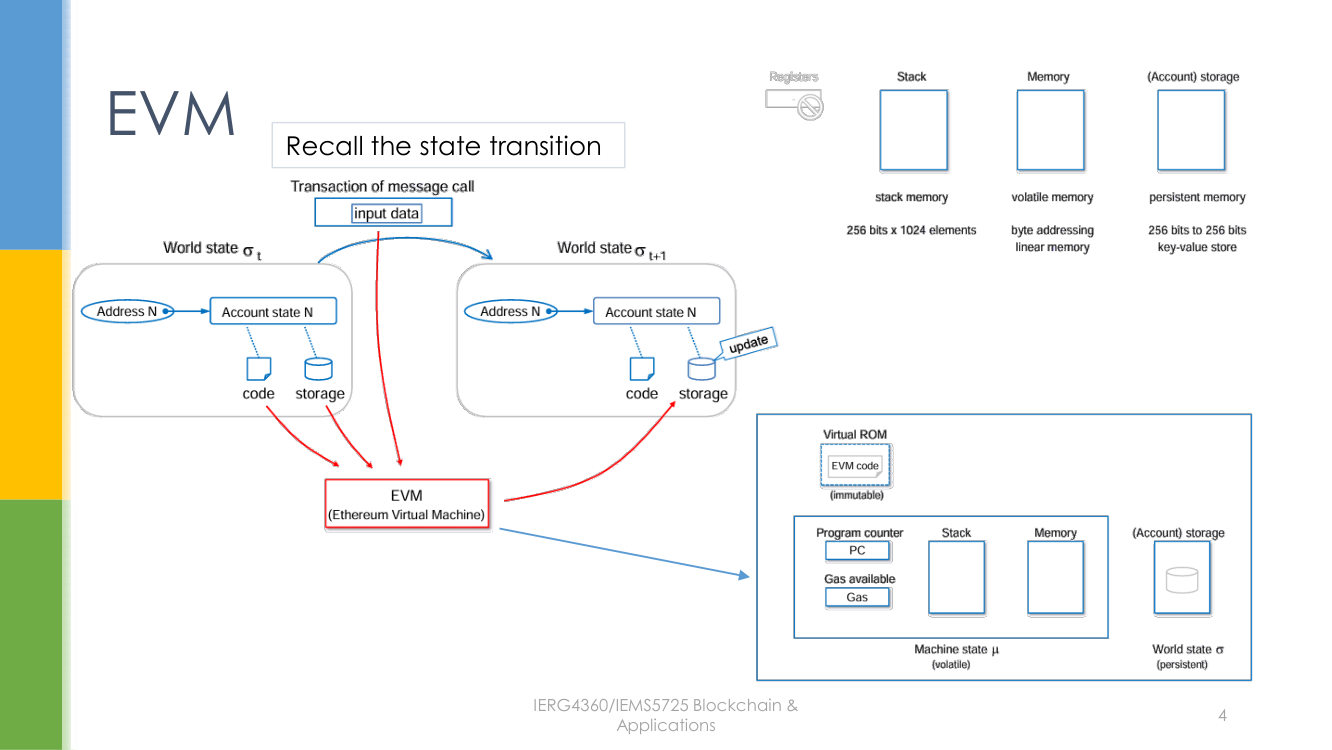 EVM
Recall the state transition
Transaction of message call
input data
World state σ t
World state σ t+1
Address N
Account state N
code
storage
Address N
Account state N
code
storage
update
EVM
(Ethereum Virtual Machine)
Registers
Stack
Memory
(Account) storage
stack memory
volatile memory
persistent memory
256 bits x 1024 elements
byte addressing
linear memory
256 bits to 256 bits
key-value store
Virtual ROM
EVM code
(immutable)
Program counter
PC
Gas available
Gas
Stack
Memory
(Account) storage
Machine state μ
(volatile)
World state σ
(persistent)
IERG4360/IEMS5725 Blockchain &
Applications
4